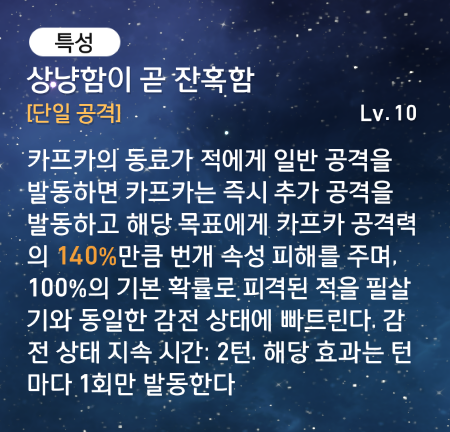 특성
상냥함이 곧 잔혹함
[단일 공격]
Lv.10
카프카의 동료가 적에게 일반 공격을
발동하면 카프카는 즉시 추가 공격을
발동하고 해당 목표에게 카프카 공격력
의 140%만큼 번개 속성 피해를 주며,
100%의 기본 확률로 피격된 적을 필살
기와 동일한 감전 상태에 빠트린다. 감
전 상태 지속 시간: 2턴. 해당 효과는 턴
마다 1회만 발동한다